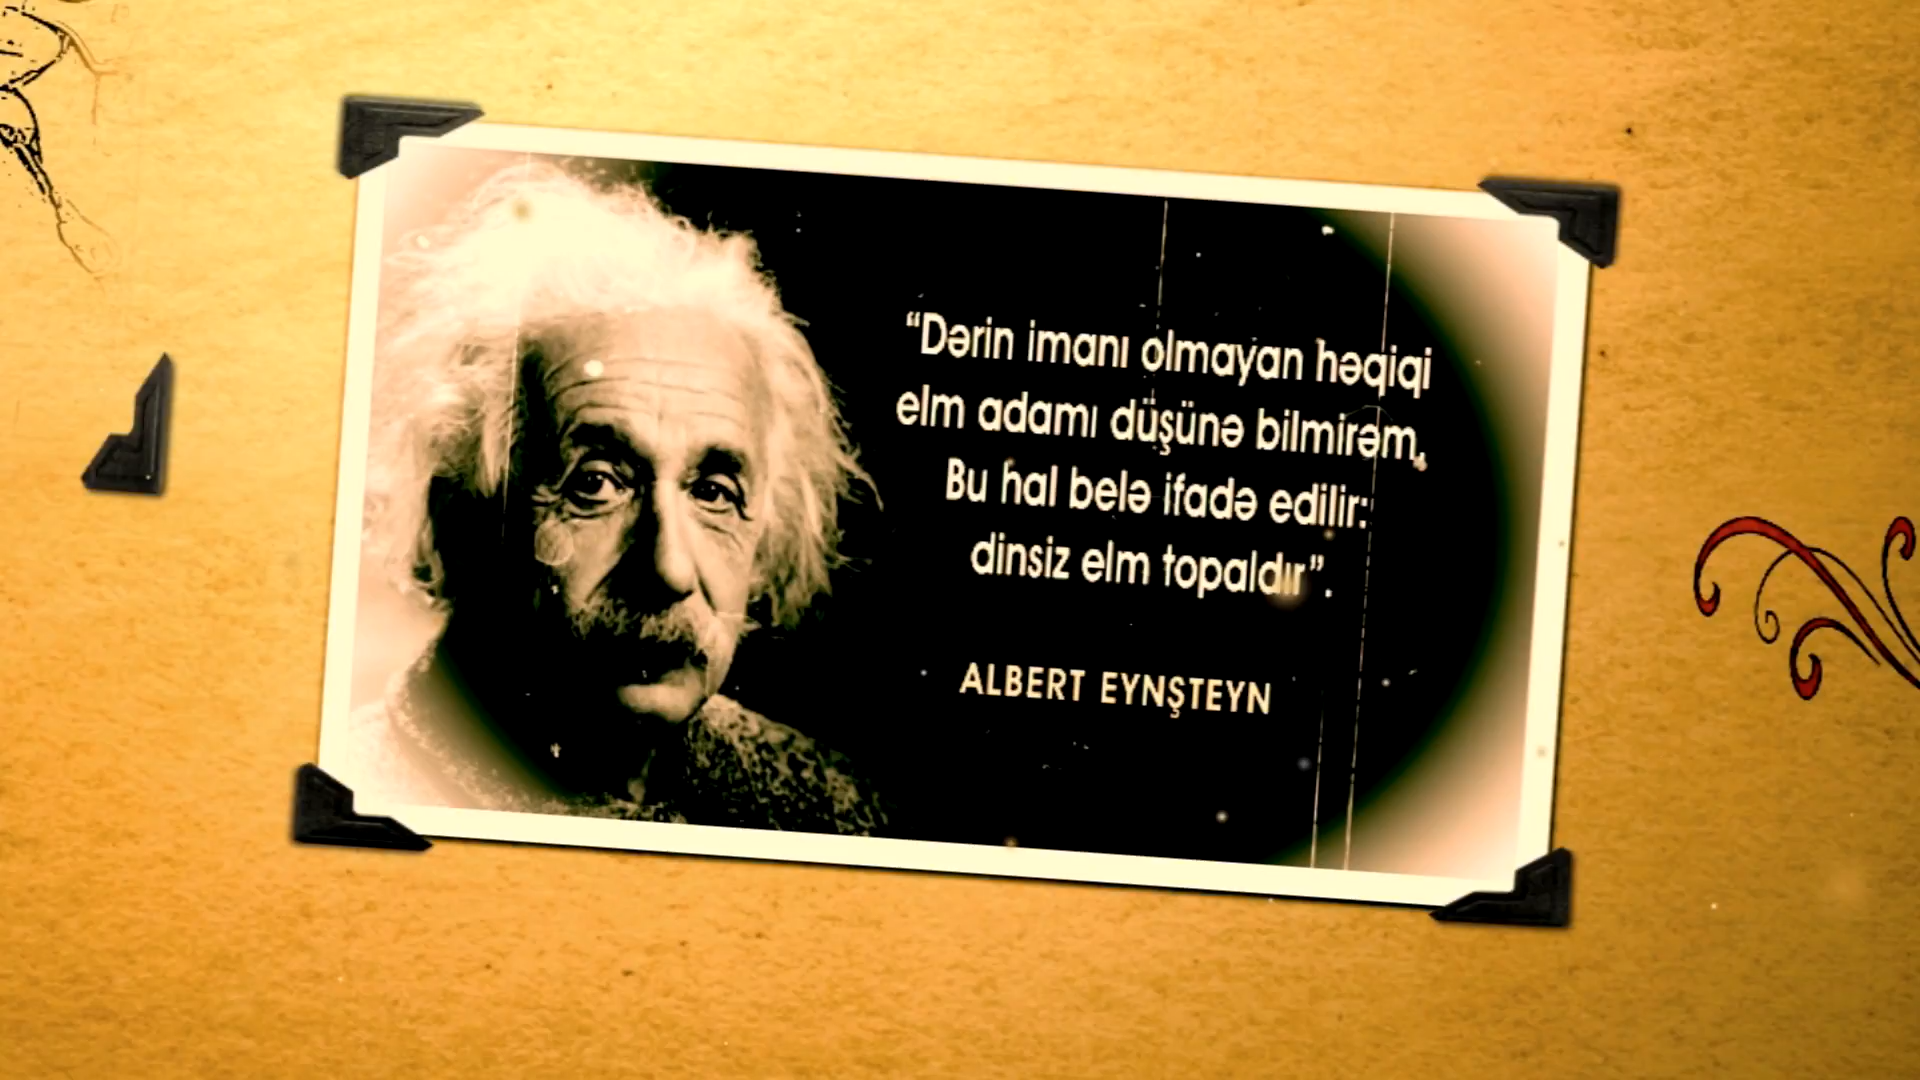 “Dərin imanı olmayan həqiqi
elm adamı düşünə bilmirəm,
Bu hal belə ifadə edilir:
dinsiz elm topaldır”.
ALBERT EYNŞTEYN